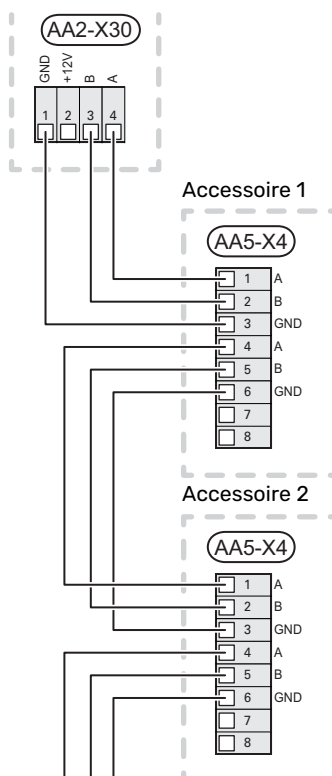 AA2-X30
GND +12V B A
1 2 3 4
Accessoire 1
AA5-X4
1 A
2 B
3 GND
4 A
5 B
6 GND
7
8
Accessoire 2
AA5-X4
1 A
2 B
3 GND
4 A
5 B
6 GND
7
8